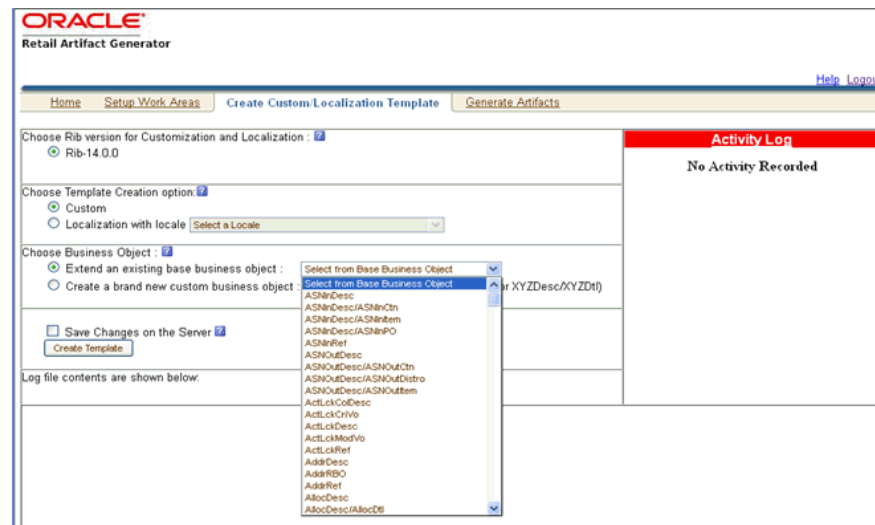 ORACLE
Retail Artifact Generator
Help Logou
Home Setup Work Areas Create Custom/Localization Template Generate Artifacts
Choose Rib version for Customization and Localization :
Rib-14.0.0
Choose Template Creation option:
Custom
Localization with locale Select a Locale
Choose Business Object :
Extend an existing base business object : Select from Base Business Object
Create a brand new custom business object : r XYZDesc/XYZDtl)
Select from Base Business Object
ASNInDesc
ASNInDesc/ASNInCtn
ASNInDesc/ASNInItem
ASNInDesc/ASNInPO
ASNInRef
ASNOutDesc
ASNOutDesc/ASNOutCtn
ASNOutDesc/ASNOutDistro
ASNOutDesc/ASNOutItem
ActLckColDesc
ActLckCriVo
ActLckDesc
ActLckModVo
ActLckRef
AddrDesc
AddrRBO
AddrRef
AllocDesc
AllocDesc/AllocDtl
Save Changes on the Server
Create Template
Log file contents are shown below:
Activity Log
No Activity Recorded